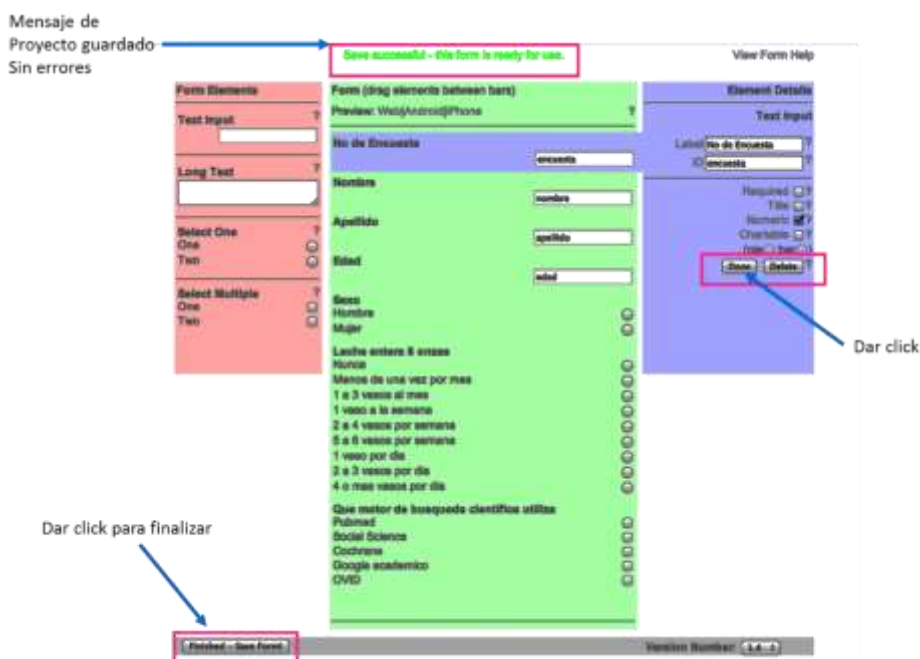 Mensaje de
Proyecto guardado
Sin errores
Save successful - this form is ready for use.
View Form Help
Form Elements
Text Input ?
Long Text ?
Select One ?
One
Two
Select Multiple ?
One
Two
Form (drag elements between bars)
Preview: Web|Android|iPhone ?
No de Encuesta
encuesta
Nombre
nombre
Apellido
apellido
Edad
edad
Sexo
Hombre
Mujer
Leche entera 8 onzas
Nunca
Menos de una vez por mes
1 a 3 vasos al mes
1 vaso a la semana
2 a 4 vasos por semana
5 a 6 vasos por semana
1 vaso por dia
2 a 3 vasos por dia
4 o mas vasos por dia
Que motor de busqueda cientifica utiliza
Pubmed
Social Science
Cochrane
Google academico
OVID
Element Details
Text Input
Label No de Encuesta ?
ID encuesta ?
Required ?
Title ?
Numeric ?
Chartable ?
Done Delete ?
Dar click
Dar click para finalizar
Finished - Save Form!
Version Number: